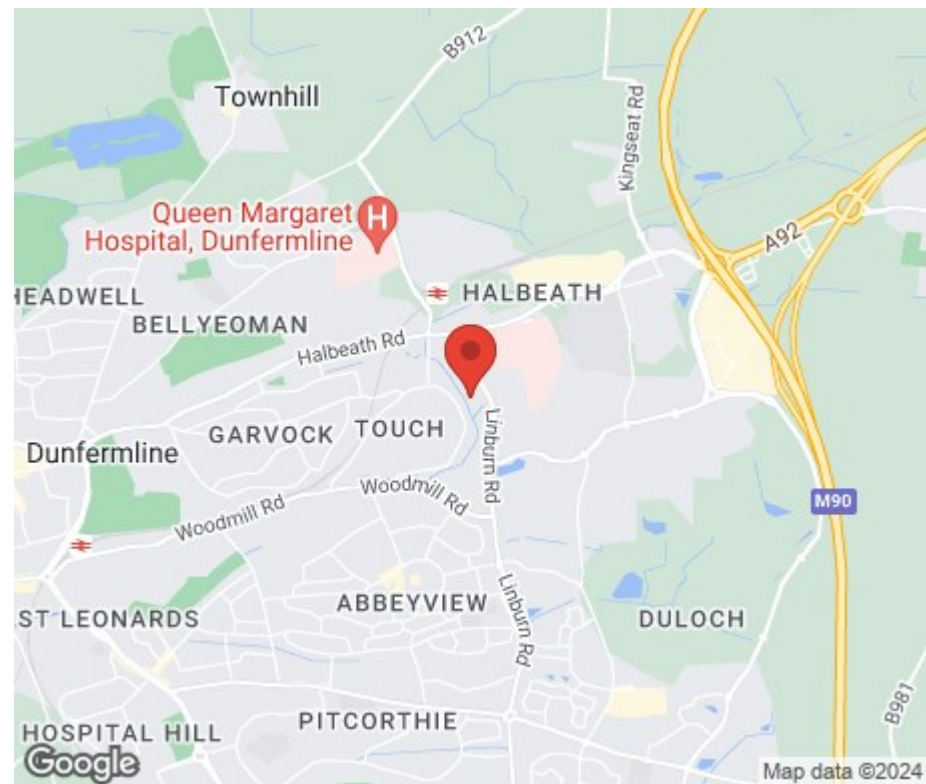 B912
Townhill
Kingseat Rd
Queen Margaret
Hospital, Dunfermline
H
A92
HEADWELL
HALBEATH
BELLYEOMAN
Halbeath Rd
GARVOCK
TOUCH
Linburn Rd
Dunfermline
Woodmill Rd
Woodmill Rd
M90
ABBEYVIEW
Linburn Rd
ST LEONARDS
DULOCH
B981
PITCORTHIE
HOSPITAL HILL
Google
Map data ©2024